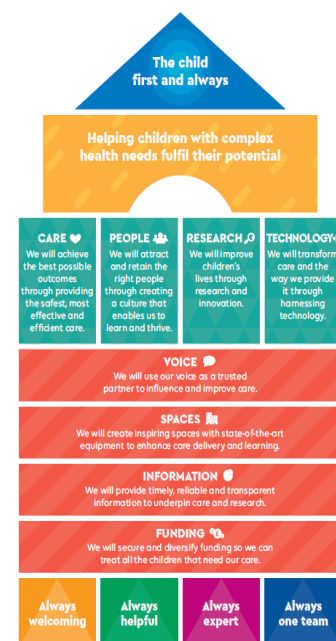 The child
first and always
Helping children with complex
health needs fulfil their potential
CARE
We will achieve
the best possible
outcomes
through providing
the safest, most
effective and
efficient care.
PEOPLE
We will attract
and retain the
right people
through creating
a culture that
enables us to
learn and thrive.
RESEARCH
We will improve
children's
lives through
research and
innovation.
TECHNOLOGY
We will transform
care and the
way we provide
it through
harnessing
technology.
VOICE
We will use our voice as a trusted
partner to influence and improve care.
SPACES
We will create inspiring spaces with state-of-the-art
equipment to enhance care delivery and learning.
INFORMATION
We will provide timely, reliable and transparent
information to underpin care and research.
FUNDING
We will secure and diversify funding so we can
treat all the children that need our care.
Always
welcoming
Always
helpful
Always
expert
Always
one team